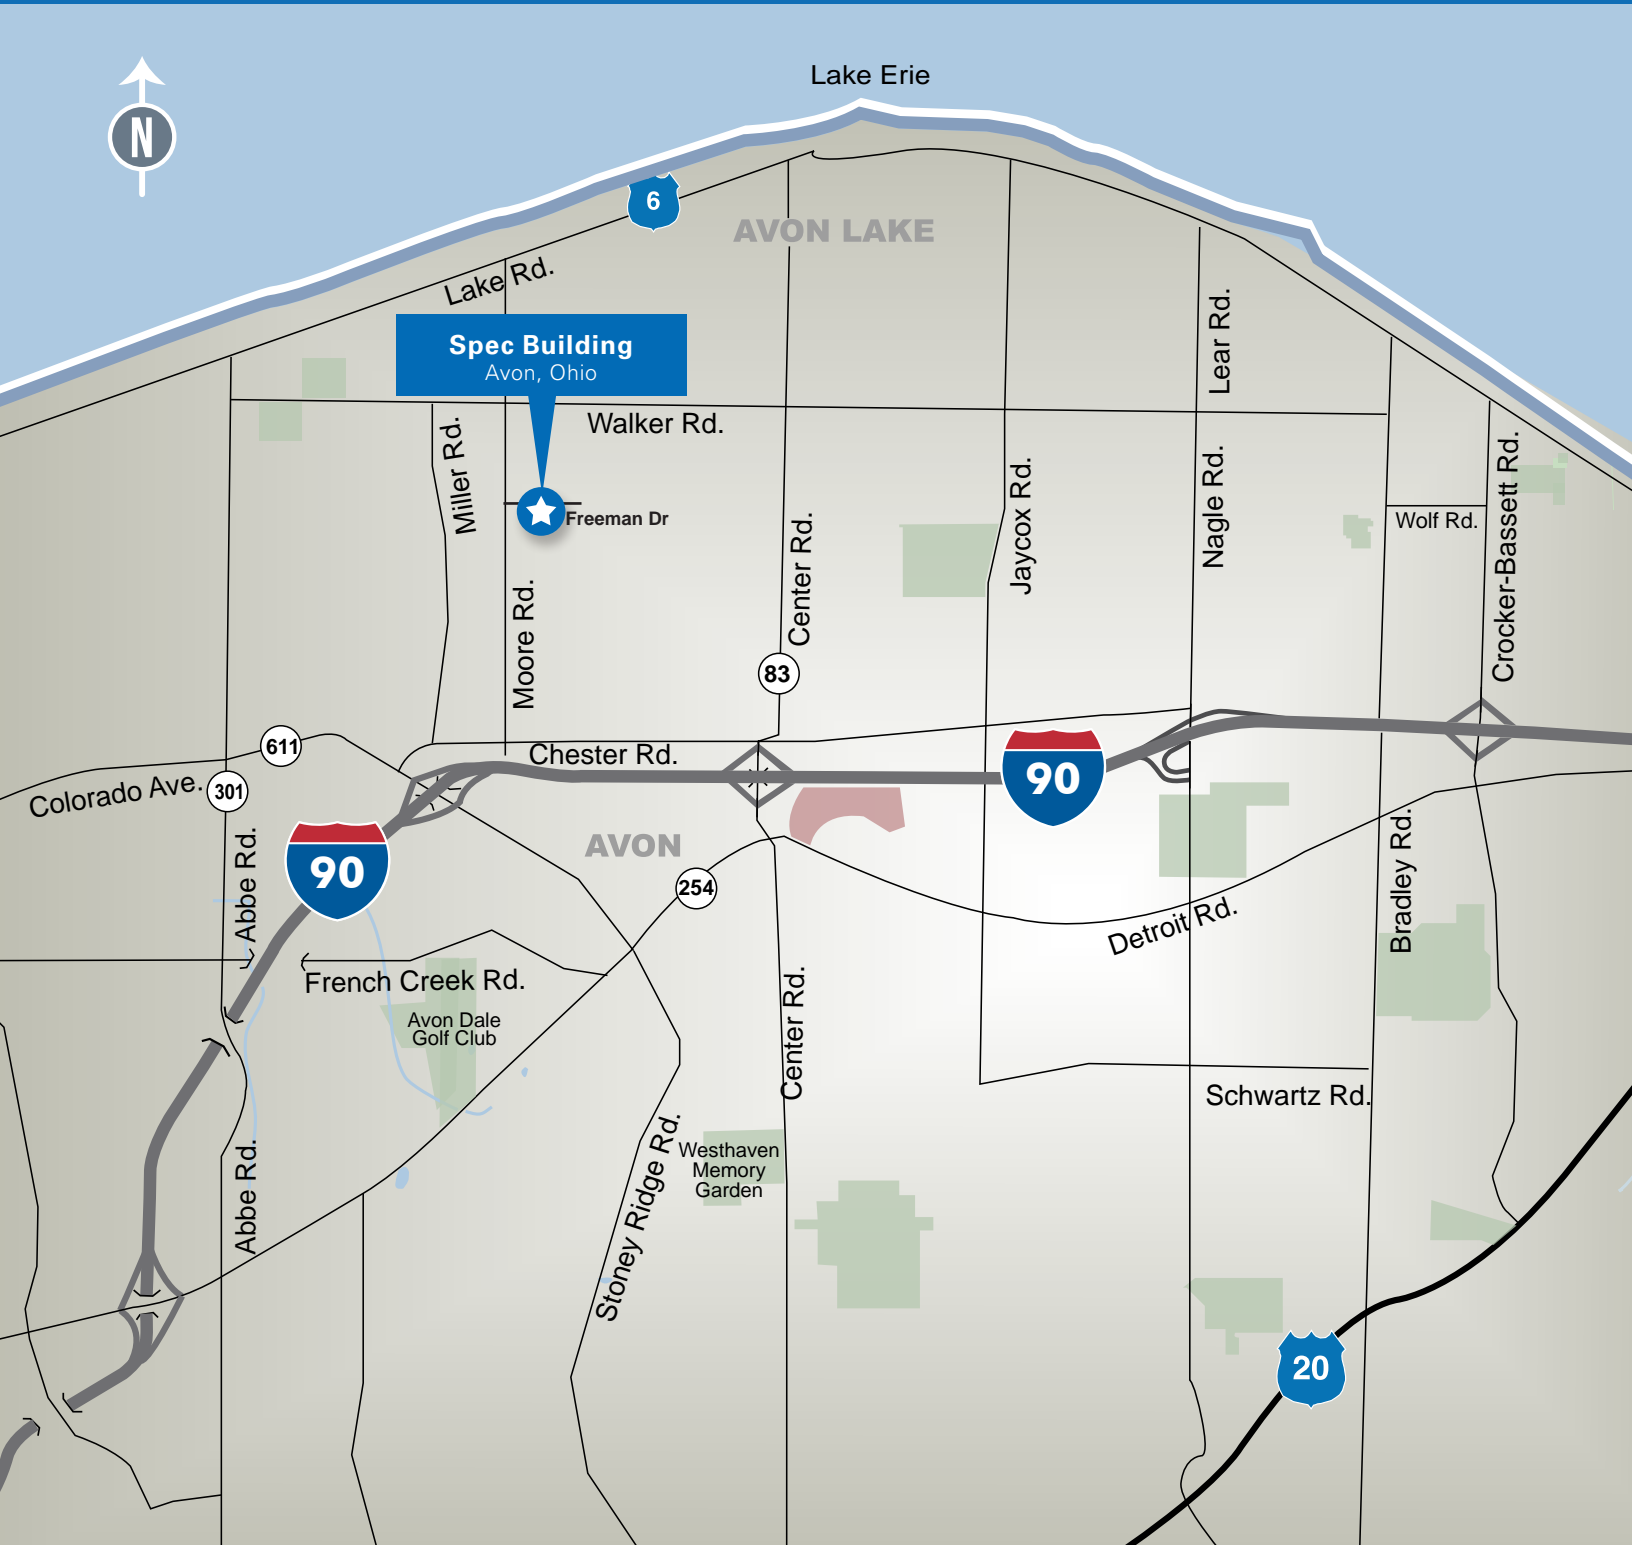 Lake Erie
N
6
AVON LAKE
Lake Rd.
Lear Rd.
Spec Building
Avon, Ohio
Walker Rd.
Miller Rd.
Freeman Dr
Moore Rd.
Center Rd.
Jaycox Rd.
Nagle Rd.
Wolf Rd.
Crocker-Bassett Rd.
83
611
Chester Rd.
90
Colorado Ave.
301
Abbe Rd.
90
AVON
254
Detroit Rd.
Bradley Rd.
French Creek Rd.
Avon Dale
Golf Club
Center Rd.
Schwartz Rd.
Abbe Rd.
Stoney Ridge Rd.
Westhaven
Memory
Garden
20